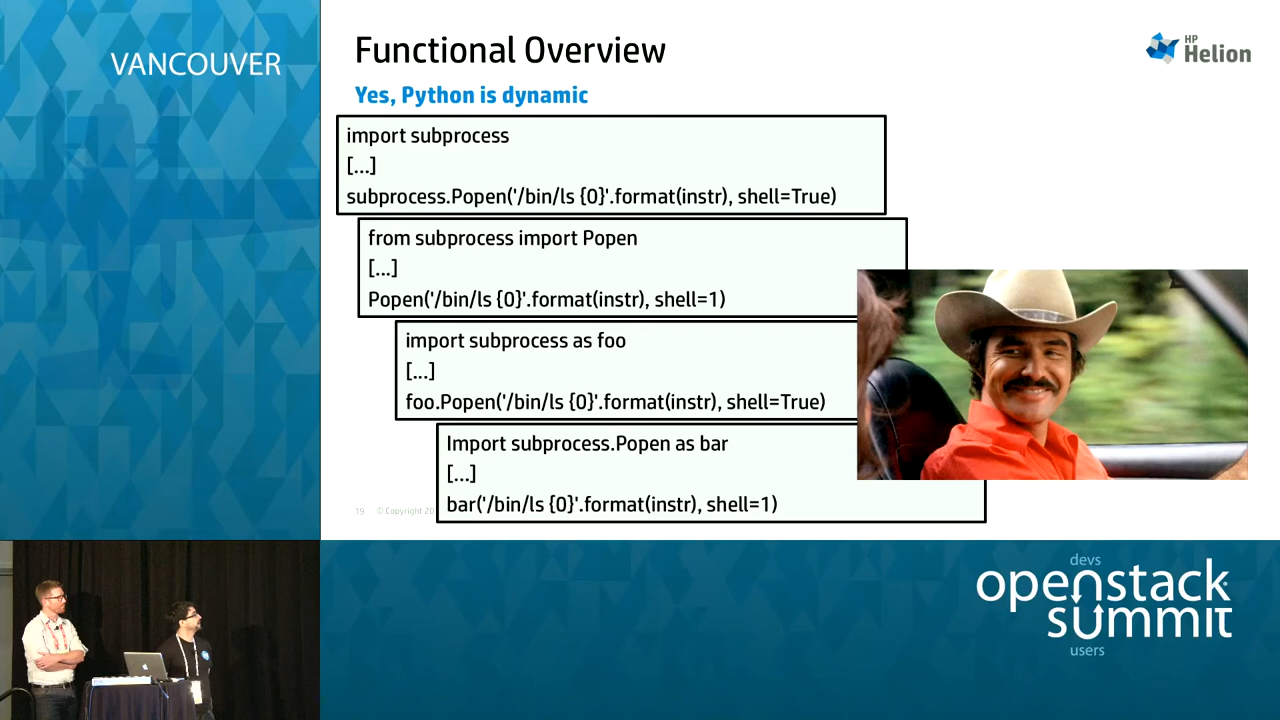 VANCOUVER
Functional Overview
HP
Helion
Yes, Python is dynamic
import subprocess
[...]
subprocess.Popen('/bin/ls {0}'.format(instr), shell=True)
from subprocess import Popen
[...]
Popen('/bin/ls {0}'.format(instr), shell=1)
import subprocess as foo
[...]
foo.Popen('/bin/ls {0}'.format(instr), shell=True)
Import subprocess.Popen as bar
[...]
bar('/bin/ls {0}'.format(instr), shell=1)
19 © Copyright 20
devs
openstack
summit
users